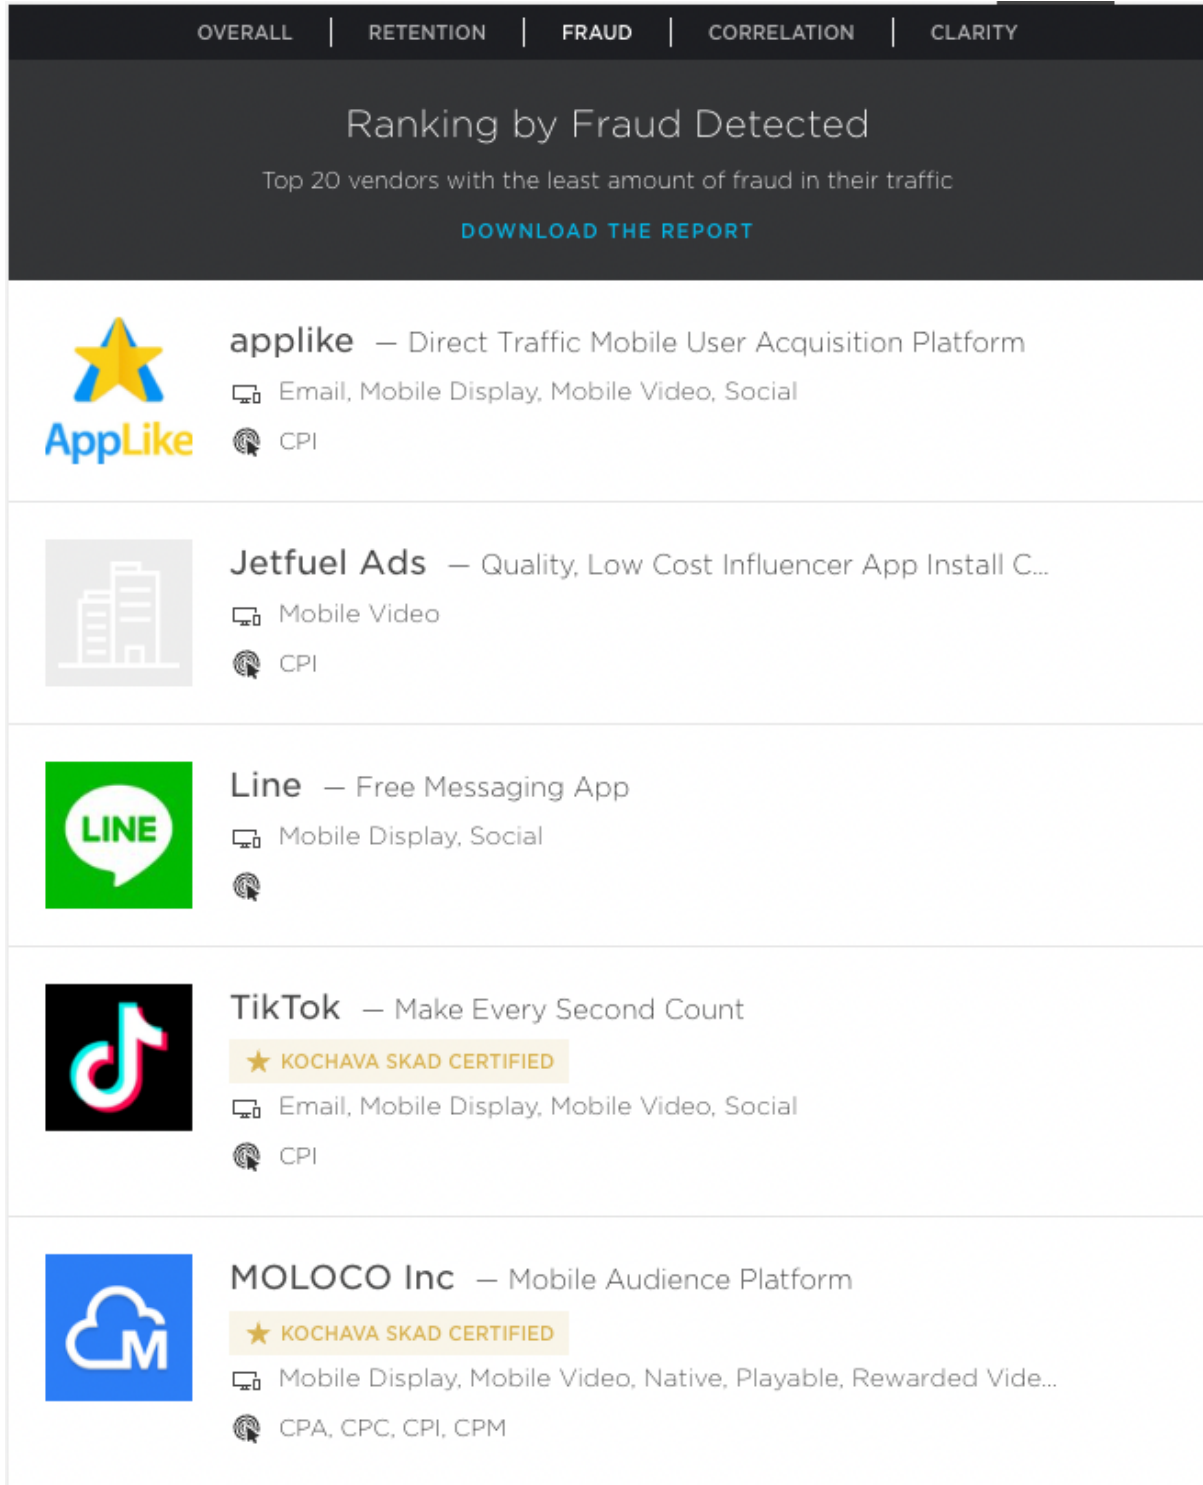 OVERALL | RETENTION | FRAUD | CORRELATION | CLARITY
Ranking by Fraud Detected
Top 20 vendors with the least amount of fraud in their traffic
DOWNLOAD THE REPORT
AppLike
applike — Direct Traffic Mobile User Acquisition Platform
Email, Mobile Display, Mobile Video, Social
CPI
Jetfuel Ads — Quality, Low Cost Influencer App Install C...
Mobile Video
CPI
LINE
Line — Free Messaging App
Mobile Display, Social
TikTok — Make Every Second Count
★ KOCHAVA SKAD CERTIFIED
Email, Mobile Display, Mobile Video, Social
CPI
M
MOLOCO Inc — Mobile Audience Platform
★ KOCHAVA SKAD CERTIFIED
Mobile Display, Mobile Video, Native, Playable, Rewarded Vide...
CPA, CPC, CPI, CPM